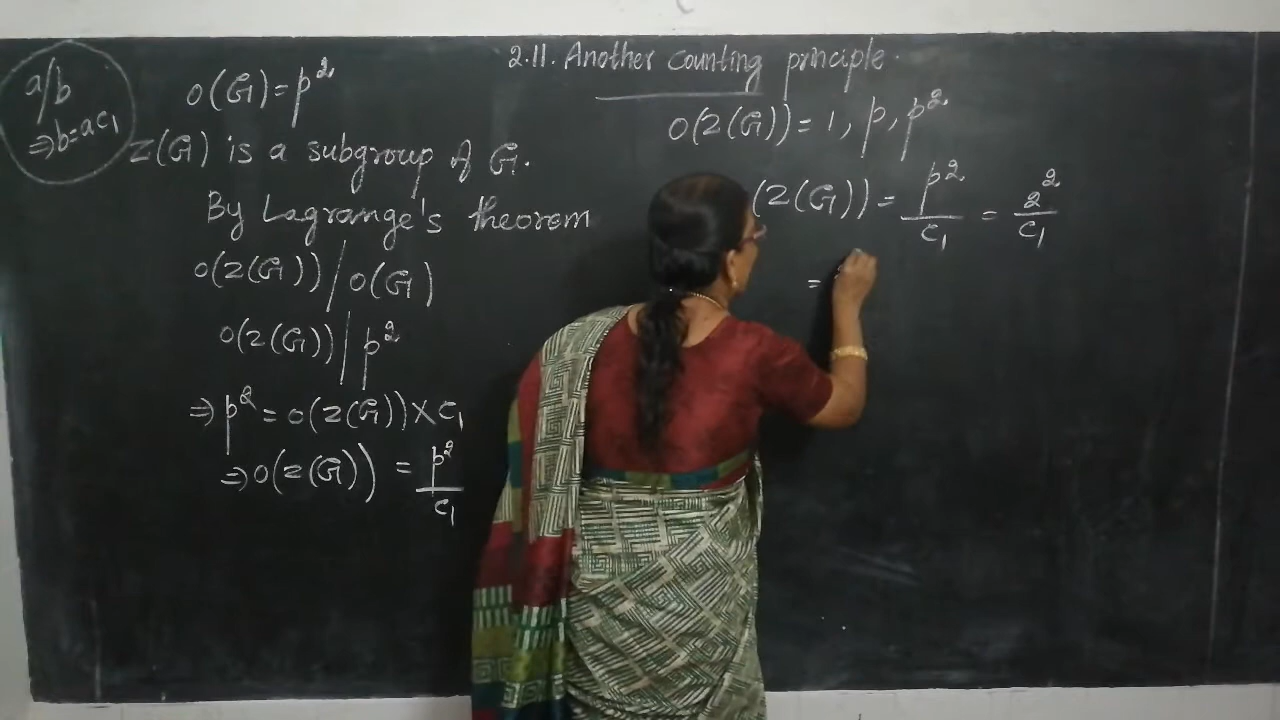 2.11. Another counting principle.
a/b
⇒b=ac₁
o(G)=p²
Z(G) is a subgroup of G.
By Lagrange's theorem
o(Z(G))/o(G)
o(Z(G))/p²
⇒p²=o(Z(G))×c₁
⇒o(Z(G)) = p²/c₁
o(Z(G))=1, p, p²
(Z(G)) = p²/c₁ = 2²/c₁
=